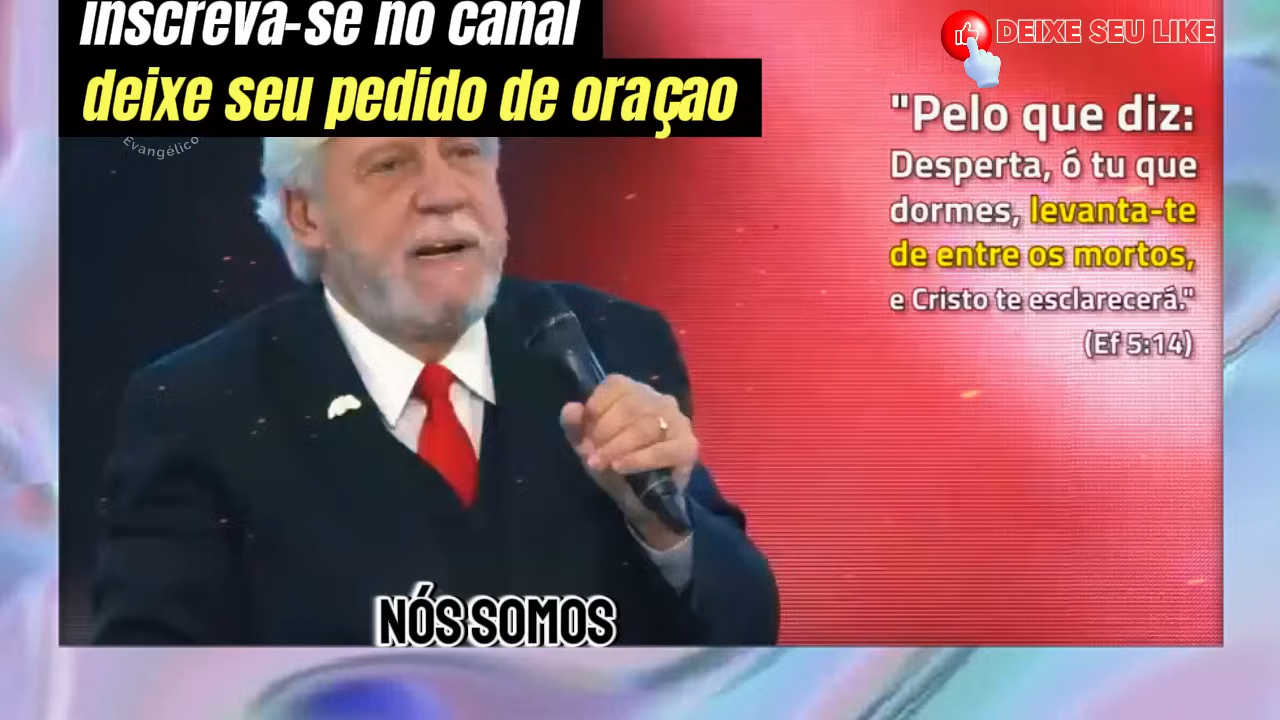 inscreva-se no canal
deixe seu pedido de oraçao
Evangélico
DEIXE SEU LIKE
"Pelo que diz:
Desperta, ó tu que
dormes, levanta-te
de entre os mortos,
e Cristo te esclarecerá."
(Ef 5:14)
NÓS SOMOS